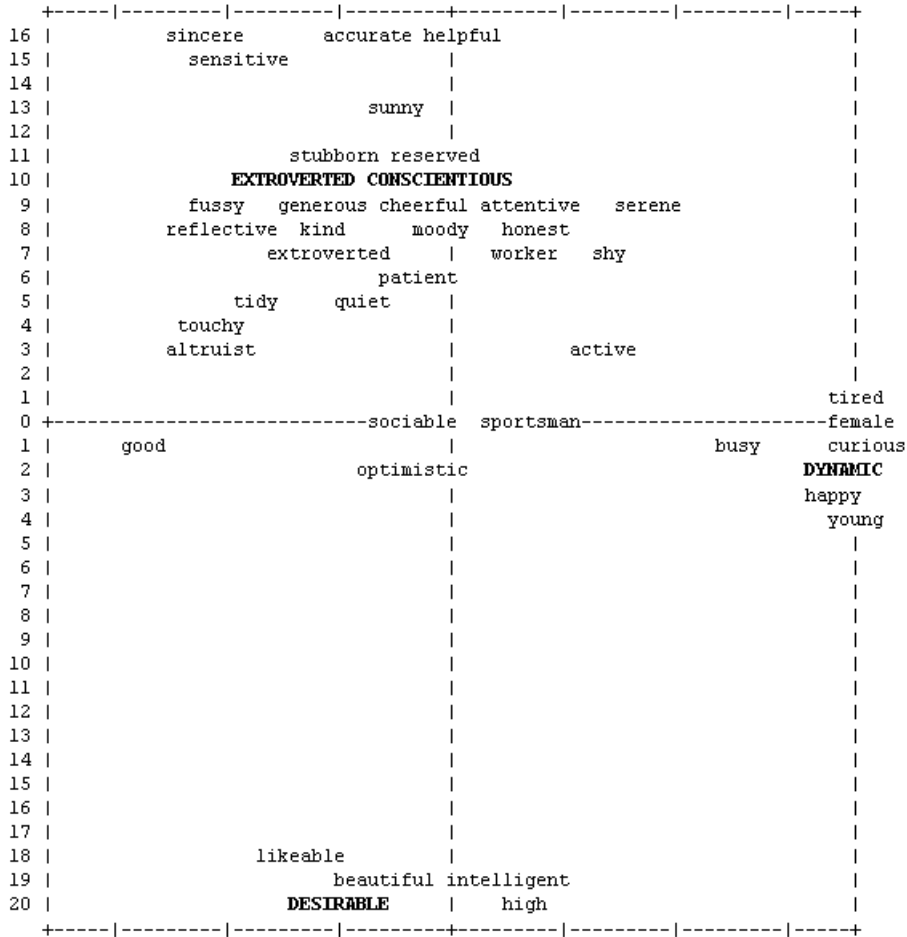 +-----|---------|---------+---------|---------|-----+
16 | sincere accurate helpful |
15 | sensitive | |
14 | | |
13 | sunny | |
12 | | |
11 | stubborn reserved |
10 | EXTROVERTED CONSCIENTIOUS |
9 | fussy generous cheerful attentive serene |
8 | reflective kind moody honest |
7 | extroverted | worker shy |
6 | patient |
5 | tidy quiet | |
4 | touchy | |
3 | altruist | active |
2 | | |
1 | | tired
0 +----------------------------sociable sportsman----------------------female
1 | good | busy curious
2 | optimistic DYNAMIC
3 | | happy
4 | | young
5 | | |
6 | | |
7 | | |
8 | | |
9 | | |
10 | | |
11 | | |
12 | | |
13 | | |
14 | | |
15 | | |
16 | | |
17 | | |
18 | likeable | |
19 | beautiful intelligent |
20 | DESIRABLE | high |
+-----|---------|---------|---------+---------|---------|---------|-----+